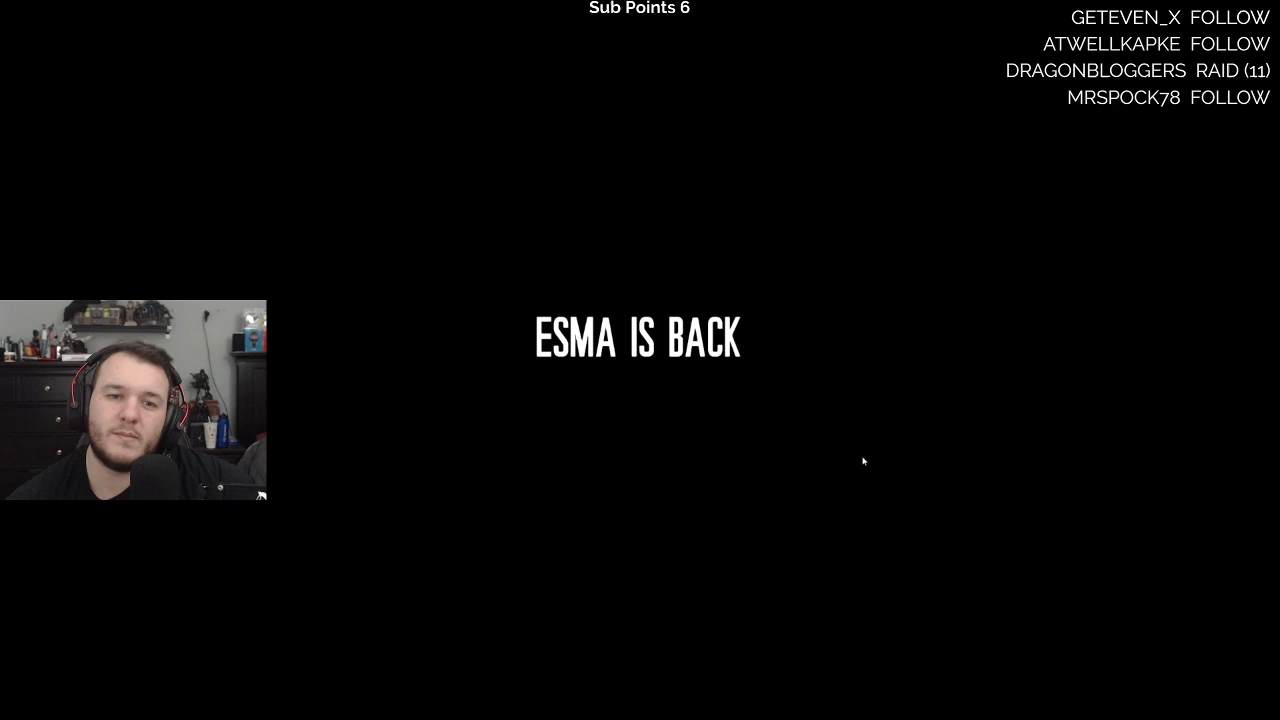 Sub Points 6
GETEVEN_X FOLLOW
ATWELLKAPKE FOLLOW
DRAGONBLOGGERS RAID (11)
MRSPOCK78 FOLLOW
ESMA IS BACK